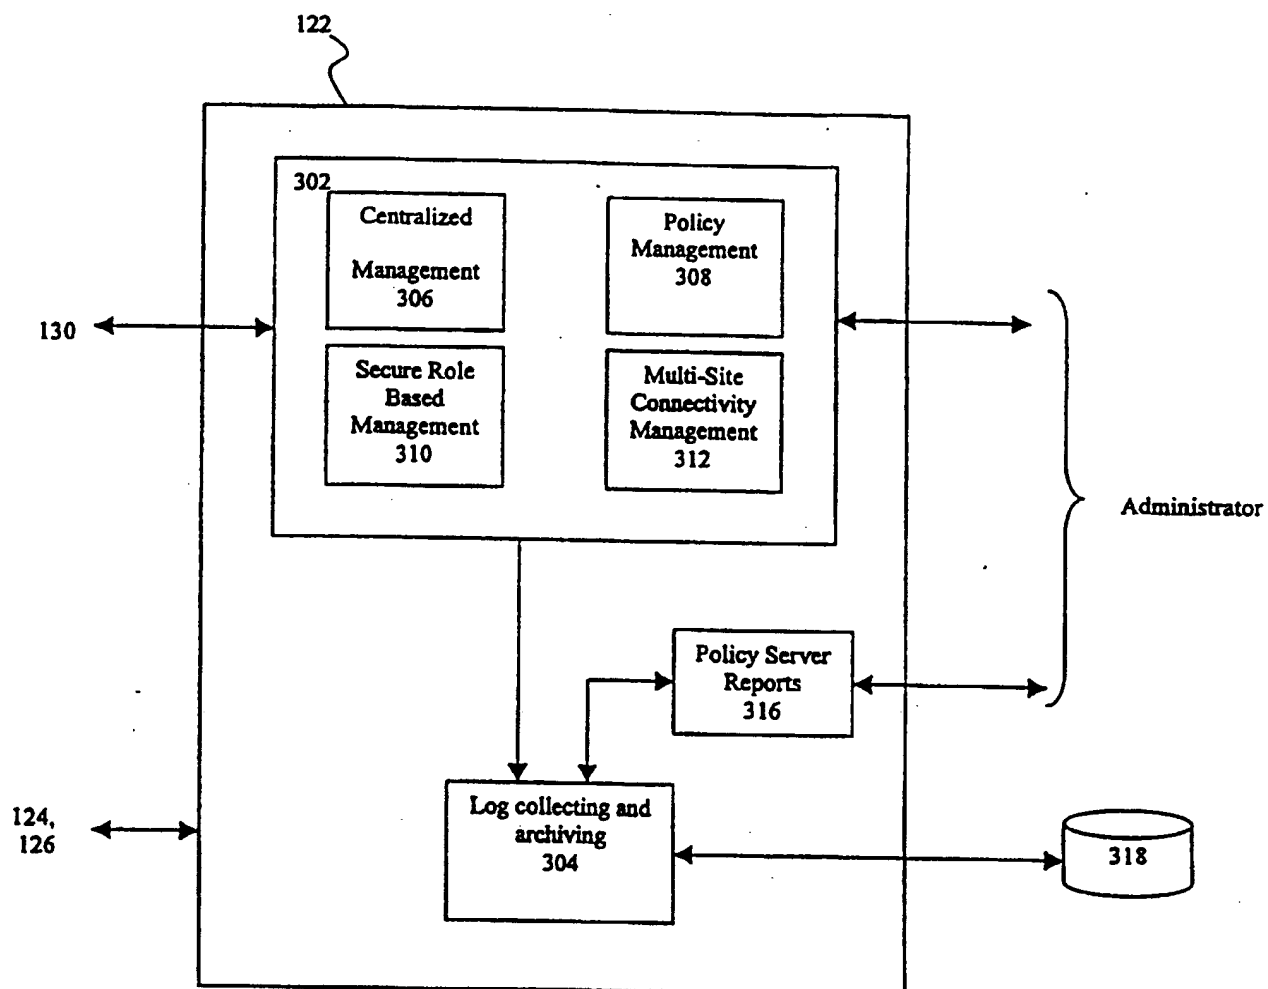 122
302
Centralized
Management
306
Policy
Management
308
130
Secure Role
Based
Management
310
Multi-Site
Connectivity
Management
312
Administrator
Policy Server
Reports
316
124,
126
Log collecting and
archiving
304
318